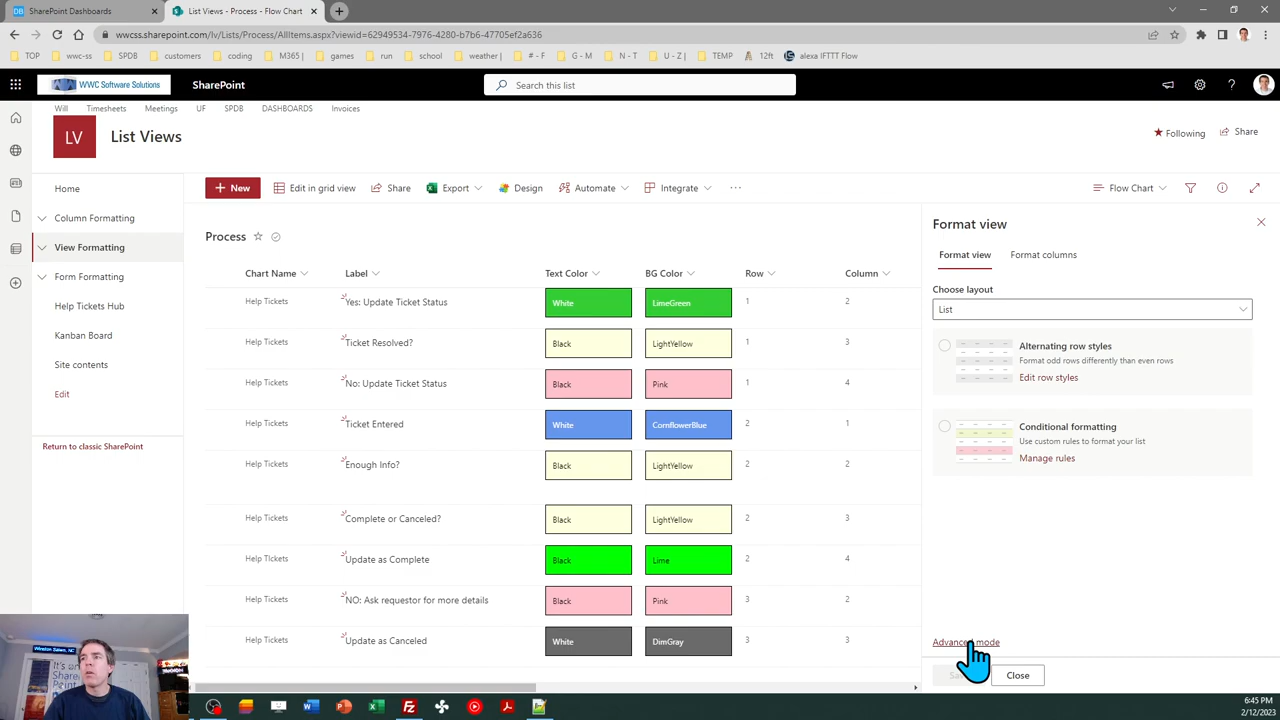 SharePoint Dashboards
List Views - Process - Flow Chart
wwcss.sharepoint.com/lv/Lists/Process/AllItems.aspx?viewid=62949534-7976-4280-b7b6-47705ef2a636
TOP wwc-ss SPDB customers coding M365 | games run school weather | # - F G - M N - T U - Z | TEMP 12ft alexa IFTTT Flow
WWC Software Solutions SharePoint Search this list
Will Timesheets Meetings UF SPDB DASHBOARDS Invoices
LV List Views
Following Share
Home
Column Formatting
View Formatting
Form Formatting
Help Tickets Hub
Kanban Board
Site contents
Edit
Return to classic SharePoint
New Edit in grid view Share Export Design Automate Integrate ... Flow Chart
Process
Chart Name Label Text Color BG Color Row Column
Help Tickets Yes: Update Ticket Status White LimeGreen 1 2
Help Tickets Ticket Resolved? Black LightYellow 1 3
Help Tickets No: Update Ticket Status Black Pink 1 4
Help Tickets Ticket Entered White CornflowerBlue 2 1
Help Tickets Enough Info? Black LightYellow 2 2
Help Tickets Complete or Canceled? Black LightYellow 2 3
Help Tickets Update as Complete Black Lime 2 4
Help Tickets NO: Ask requestor for more details Black Pink 3 2
Help Tickets Update as Canceled White DimGray 3 3
Format view
Format view Format columns
Choose layout
List
Alternating row styles
Format odd rows differently than even rows
Edit row styles
Conditional formatting
Use custom rules to format your list
Manage rules
Advanced mode
Close
6:45 PM
2/12/2023